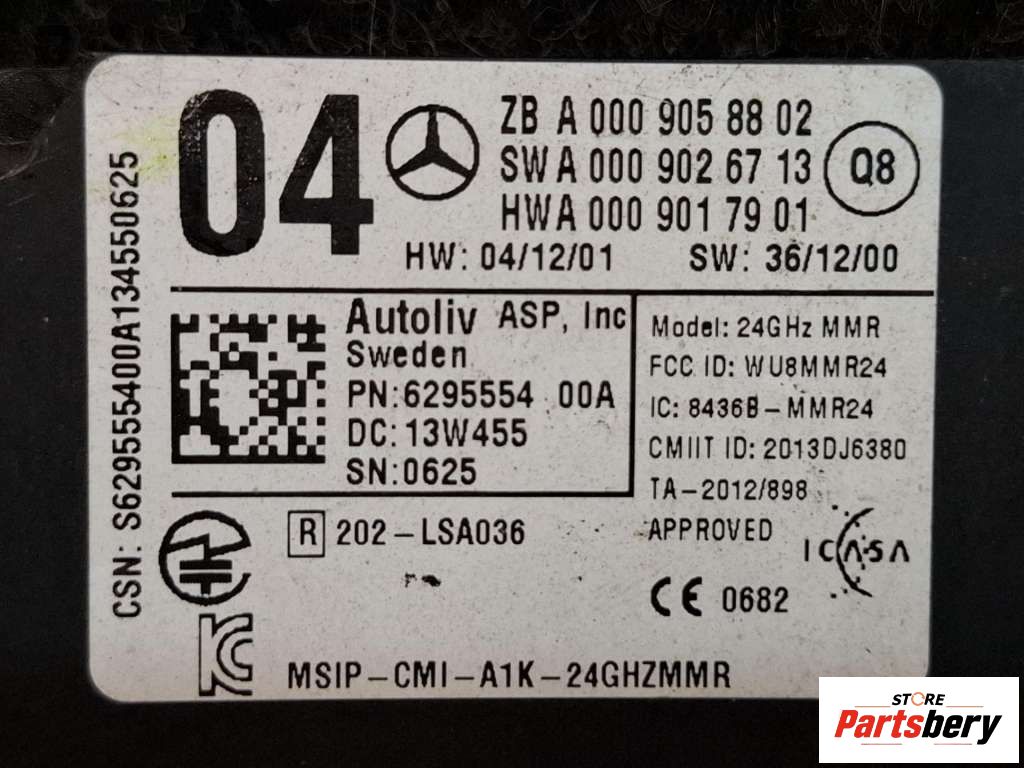 CSN: S629555400A134550625
04
ZB A 000 905 88 02
SW A 000 902 67 13
HW A 000 901 79 01
Q8
HW: 04/12/01 SW: 36/12/00
Autoliv ASP, Inc
Sweden
PN:6295554 00A
DC:13W455
SN:0625
Model: 24GHz MMR
FCC ID: WU8MMR24
IC: 8436B-MMR24
CMIIT ID: 2013DJ6380
TA-2012/898
APPROVED
ICASA
R 202-LSA036
CE 0682
KC
MSIP-CMI-A1K-24GHZMMR
STORE
Partsbery